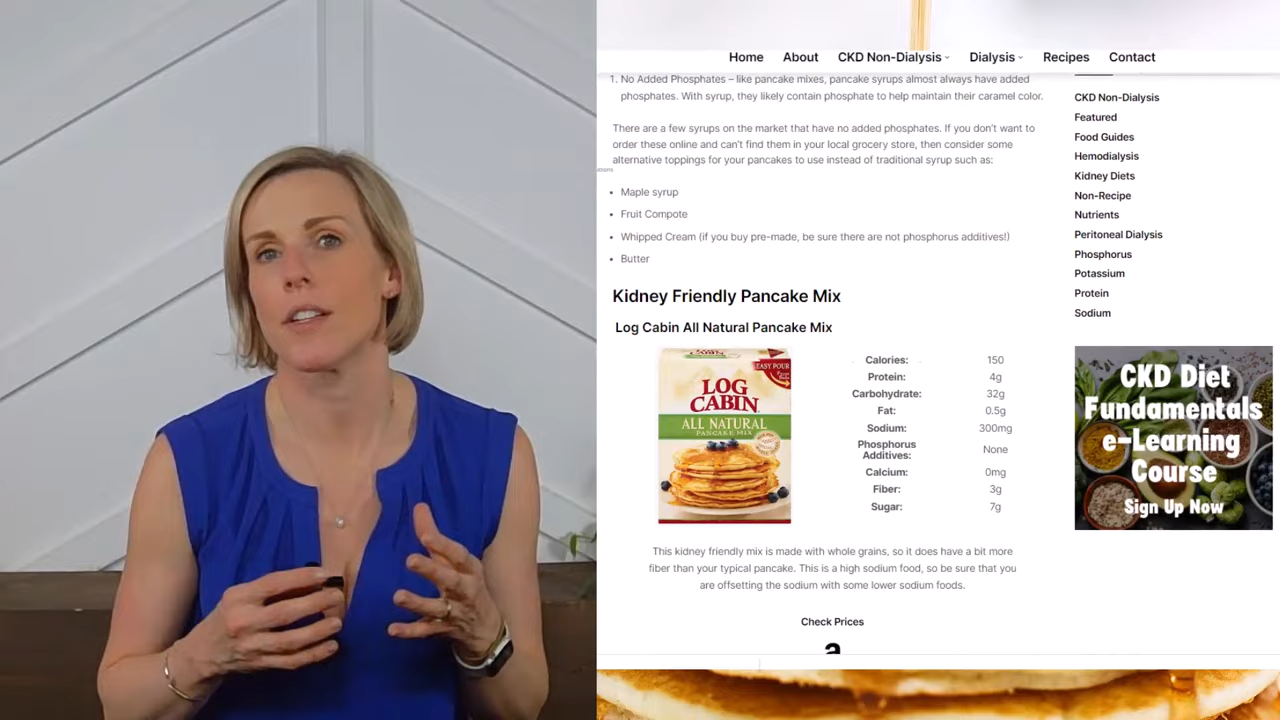 Home About CKD Non-Dialysis Dialysis Recipes Contact
1. No Added Phosphates – like pancake mixes, pancake syrups almost always have added
phosphates. With syrup, they likely contain phosphate to help maintain their caramel color.
There are a few syrups on the market that have no added phosphates. If you don't want to
order these online and can't find them in your local grocery store, then consider some
alternative toppings for your pancakes to use instead of traditional syrup such as:
• Maple syrup
• Fruit Compote
• Whipped Cream (if you buy pre-made, be sure there are not phosphorus additives!)
• Butter
Kidney Friendly Pancake Mix
Log Cabin All Natural Pancake Mix
CABIN
EASY POUR
LOG
CABIN
ALL NATURAL
PANCAKE MIX
Calories: 150
Protein: 4g
Carbohydrate: 32g
Fat: 0.5g
Sodium: 300mg
Phosphorus
Additives: None
Calcium: 0mg
Fiber: 3g
Sugar: 7g
This kidney friendly mix is made with whole grains, so it does have a bit more
fiber than your typical pancake. This is a high sodium food, so be sure that you
are offsetting the sodium with some lower sodium foods.
Check Prices
a
CKD Non-Dialysis
Featured
Food Guides
Hemodialysis
Kidney Diets
Non-Recipe
Nutrients
Peritoneal Dialysis
Phosphorus
Potassium
Protein
Sodium
CKD Diet
Fundamentals
e-Learning
Course
Sign Up Now